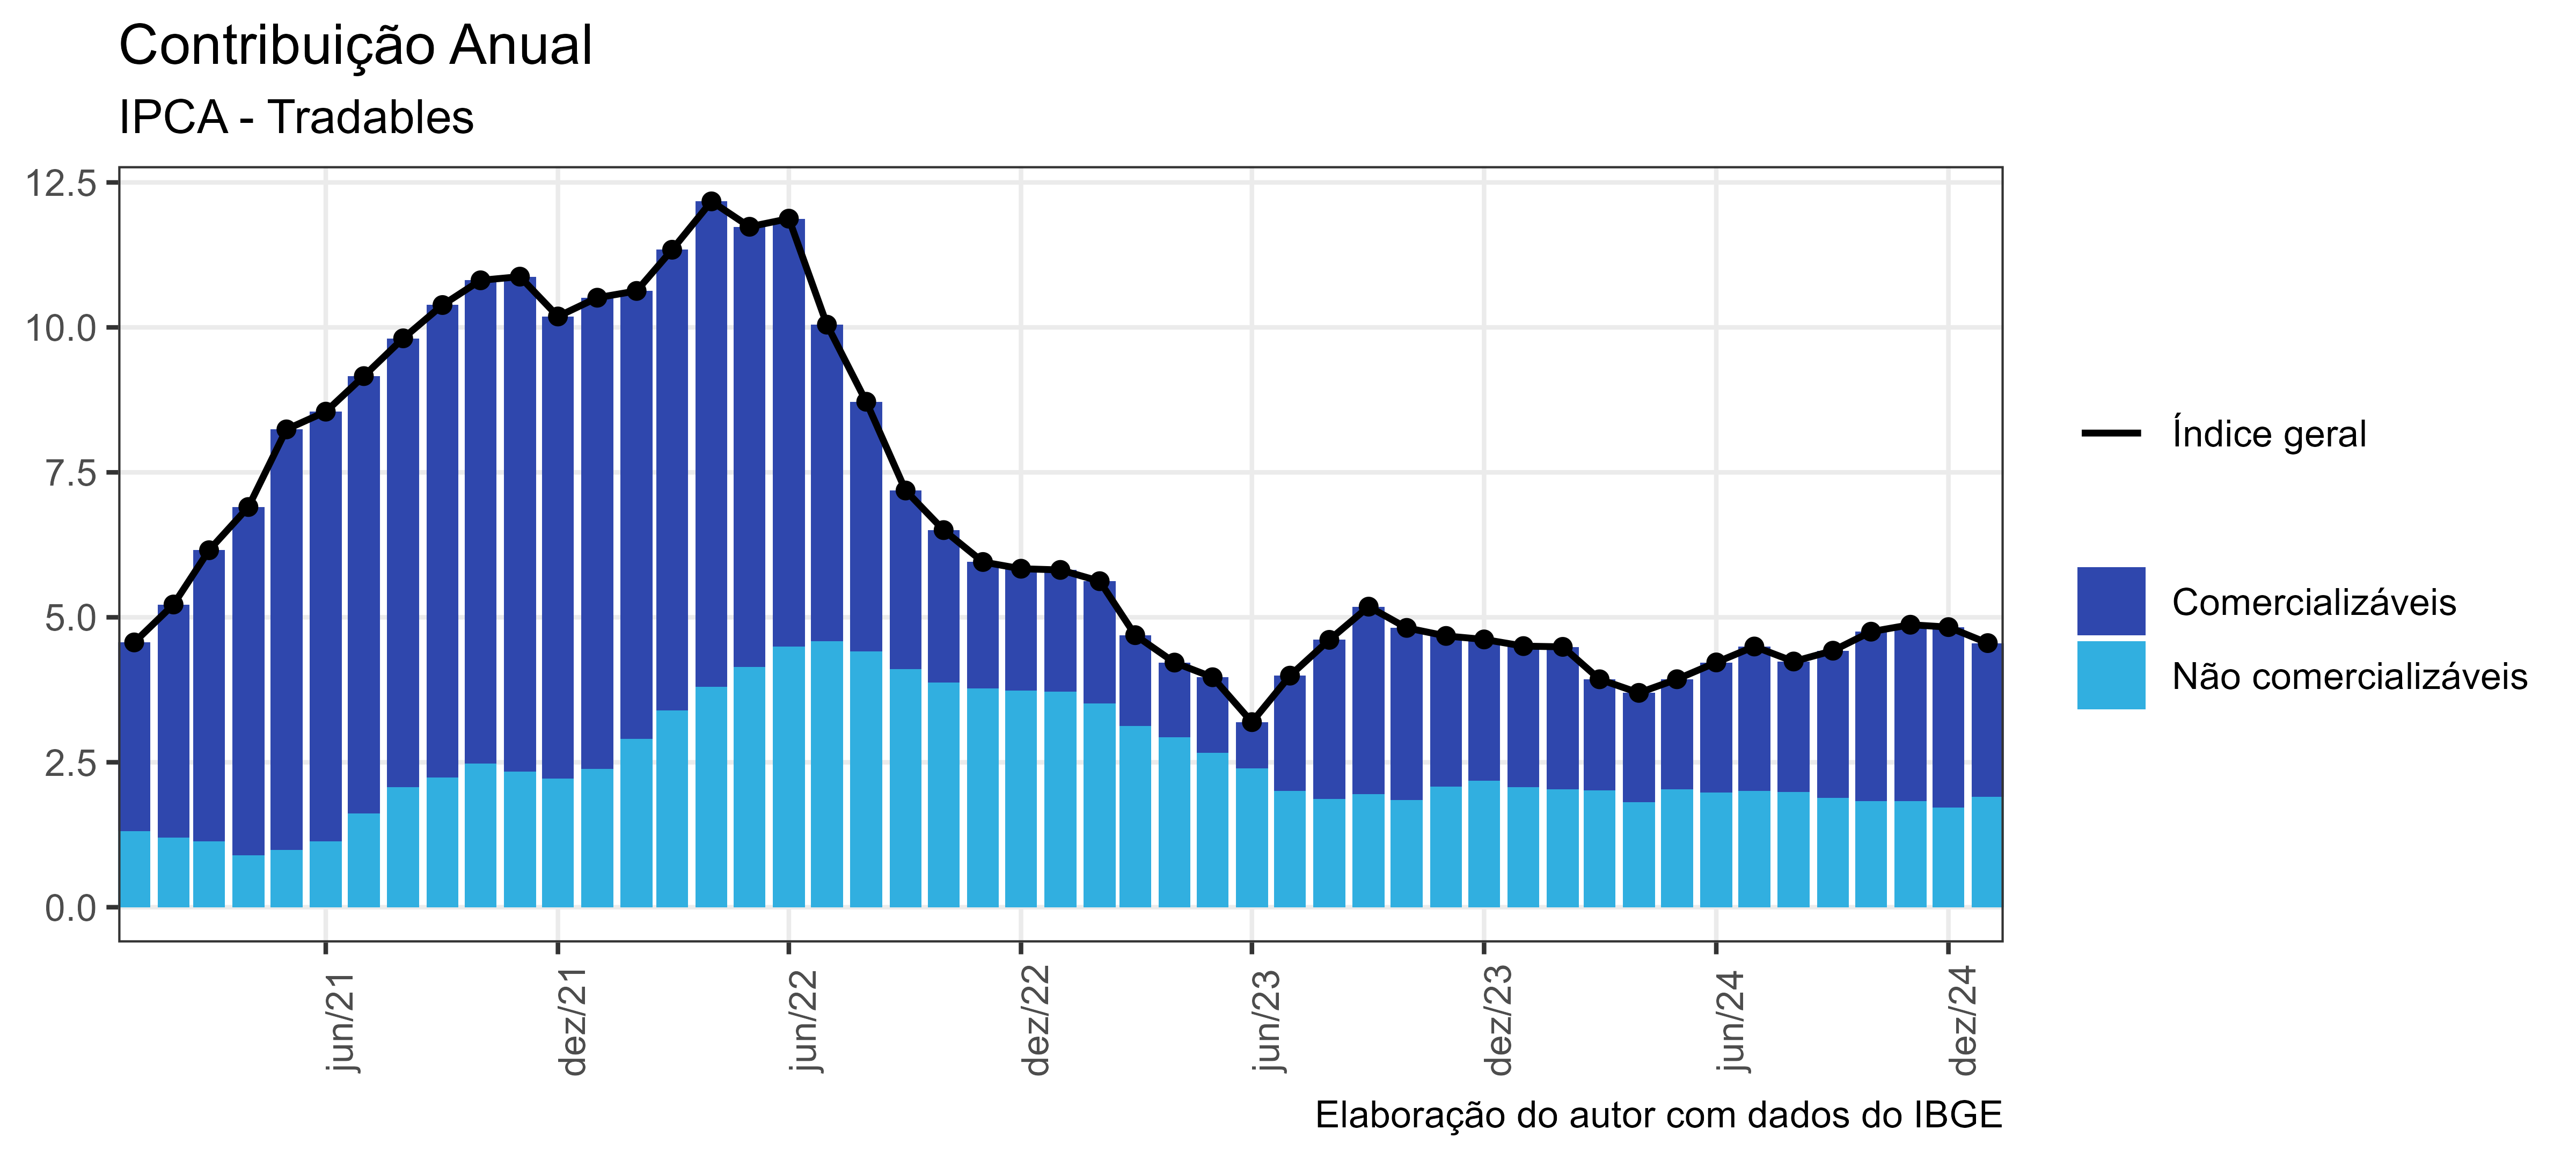 Contribuição Anual
IPCA - Tradables
12.5
10.0
7.5
5.0
2.5
0.0
jun/21
dez/21
jun/22
dez/22
jun/23
dez/23
jun/24
dez/24
Índice geral
Comercializáveis
Não comercializáveis
Elaboração do autor com dados do IBGE